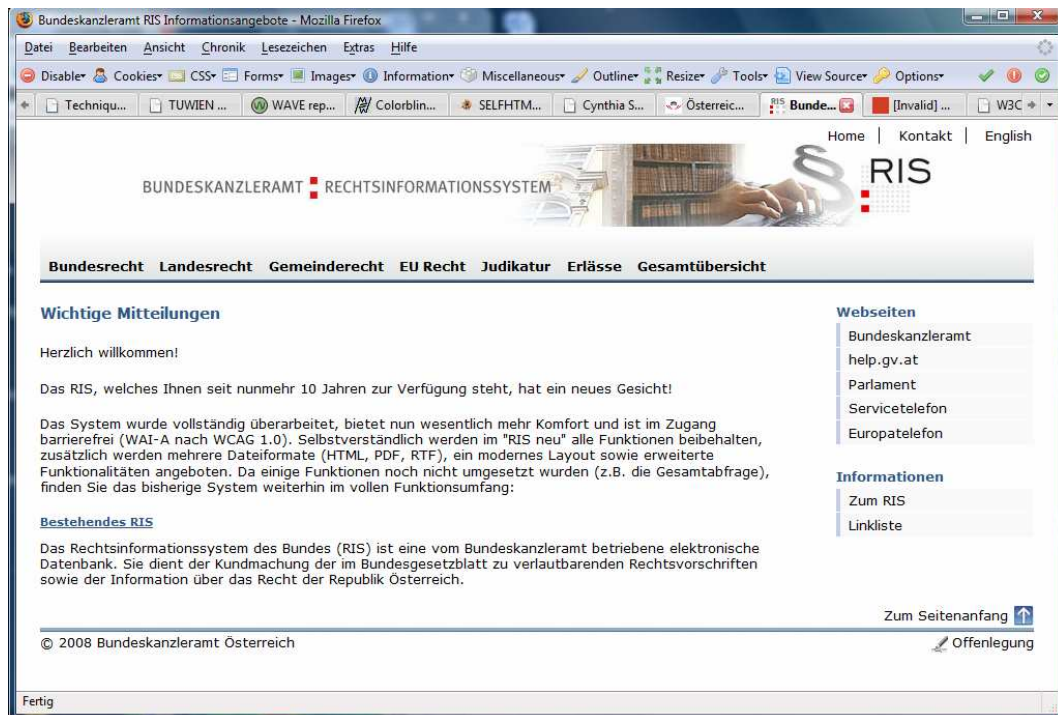 Bundeskanzleramt RIS Informationsangebote - Mozilla Firefox
Datei Bearbeiten Ansicht Chronik Lesezeichen Extras Hilfe
Disable Cookies CSS Forms Images Information Miscellaneous Outline Resize Tools View Source Options
Techniqu... TUWIEN ... WAVE rep... Colorblin... SELFHTM... Cynthia S... Österreic... RIS Bunde... [Invalid] ... W3C
Home | Kontakt | English
BUNDESKANZLERAMT RECHTSINFORMATIONSSYSTEM
§ RIS
Bundesrecht Landesrecht Gemeinderecht EU Recht Judikatur Erlässe Gesamtübersicht
Wichtige Mitteilungen
Herzlich willkommen!
Das RIS, welches Ihnen seit nunmehr 10 Jahren zur Verfügung steht, hat ein neues Gesicht!
Das System wurde vollständig überarbeitet, bietet nun wesentlich mehr Komfort und ist im Zugang
barrierefrei (WAI-A nach WCAG 1.0). Selbstverständlich werden im "RIS neu" alle Funktionen beibehalten,
zusätzlich werden mehrere Dateiformate (HTML, PDF, RTF), ein modernes Layout sowie erweiterte
Funktionalitäten angeboten. Da einige Funktionen noch nicht umgesetzt wurden (z.B. die Gesamtabfrage),
finden Sie das bisherige System weiterhin im vollen Funktionsumfang:
Bestehendes RIS
Das Rechtsinformationssystem des Bundes (RIS) ist eine vom Bundeskanzleramt betriebene elektronische
Datenbank. Sie dient der Kundmachung der im Bundesgesetzblatt zu verlautbarenden Rechtsvorschriften
sowie der Information über das Recht der Republik Österreich.
Webseiten
Bundeskanzleramt
help.gv.at
Parlament
Servicetelefon
Europatelefon
Informationen
Zum RIS
Linkliste
Zum Seitenanfang
© 2008 Bundeskanzleramt Österreich
Offenlegung
Fertig